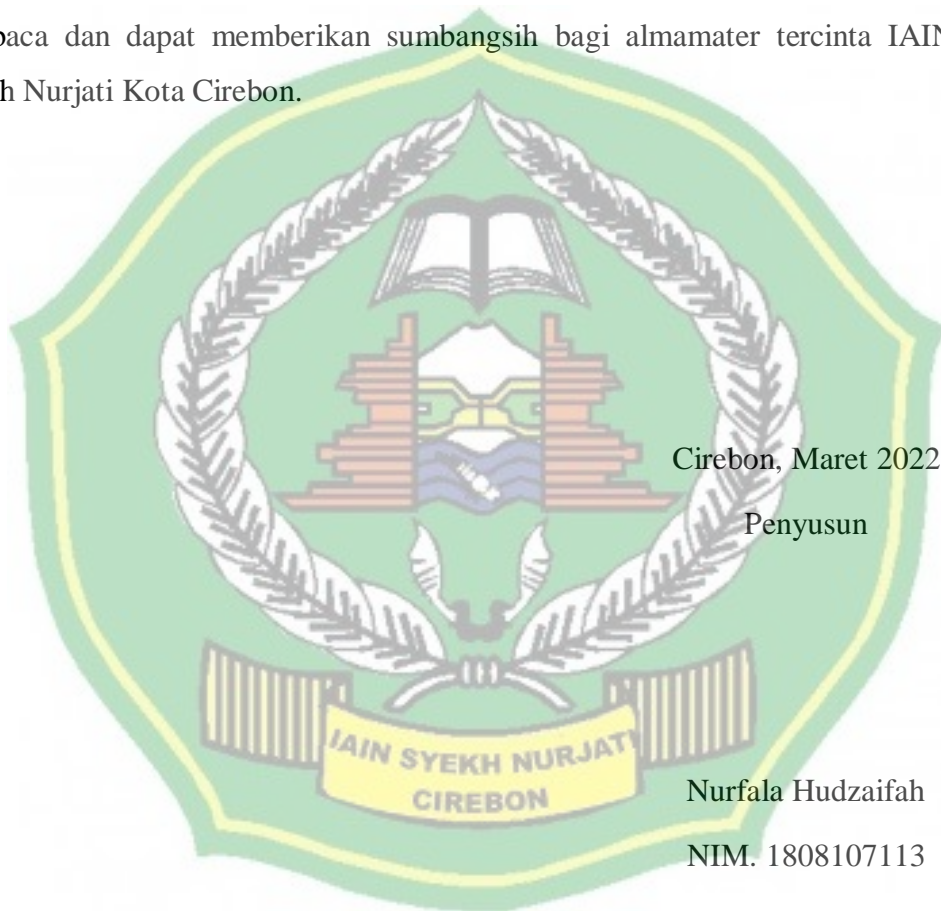 baca dan dapat memberikan sumbangsih bagi almamater tercinta IAIN
h Nurjati Kota Cirebon.
Cirebon, Maret 2022
Penyusun
IAIN SYEKH NURJATI
CIREBON
Nurfala Hudzaifah
NIM. 1808107113